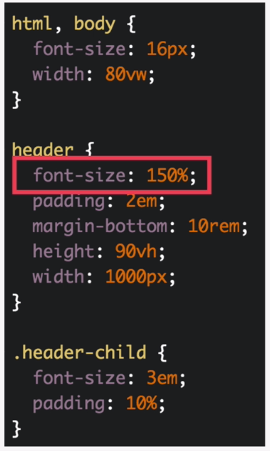 html, body {
  font-size: 16px;
  width: 80vw;
}

header {
  font-size: 150%;
  padding: 2em;
  margin-bottom: 10rem;
  height: 90vh;
  width: 1000px;
}

.header-child {
  font-size: 3em;
  padding: 10%;
}